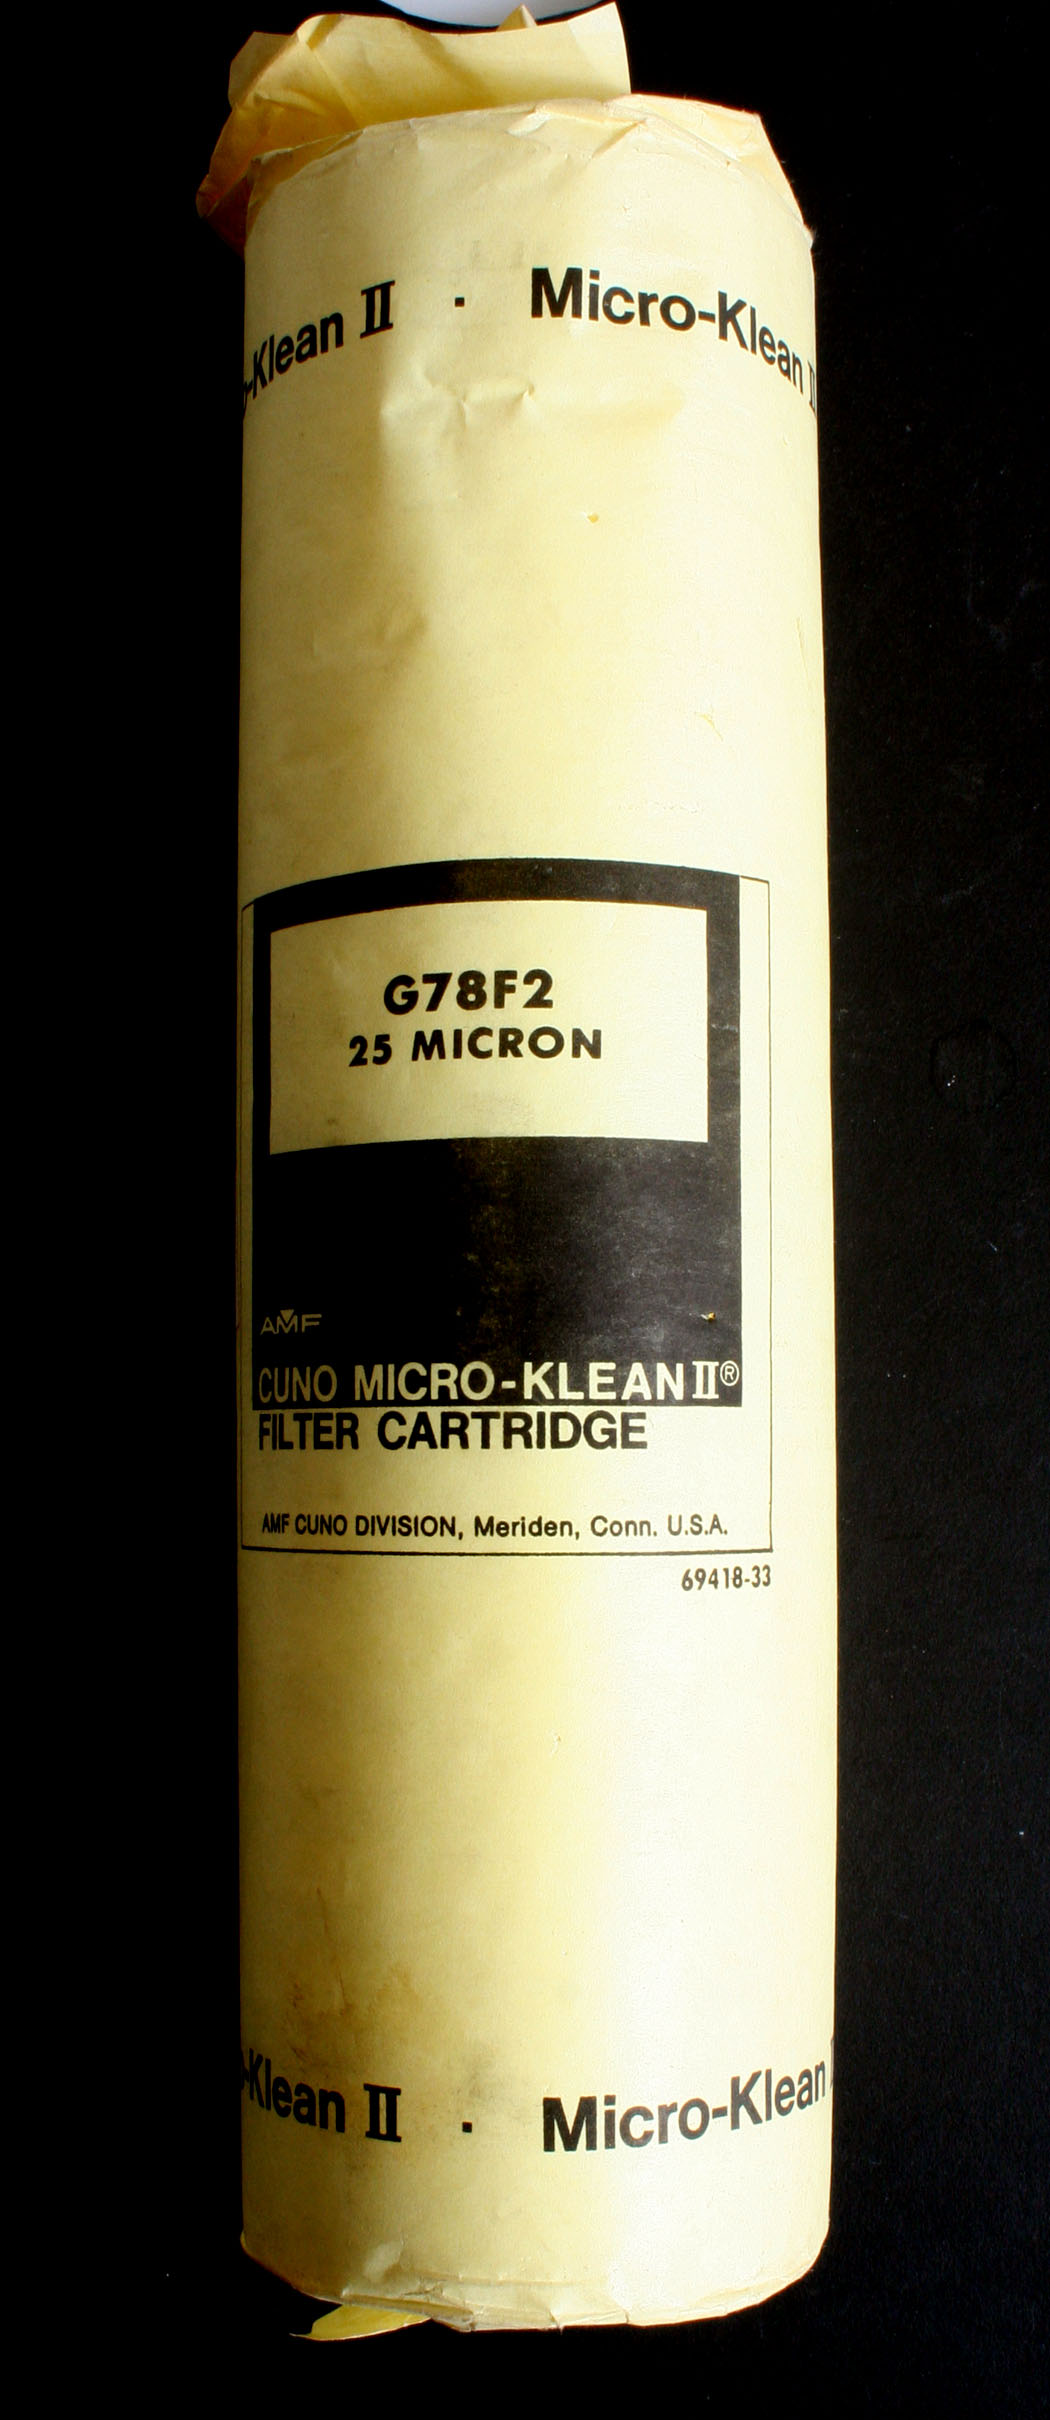 -Klean II · Micro-Klean II
G78F2
25 MICRON
AMF
CUNO MICRO-KLEAN II®
FILTER CARTRIDGE
AMF CUNO DIVISION, Meriden, Conn. U.S.A.
69418-33
-Klean II · Micro-Klean